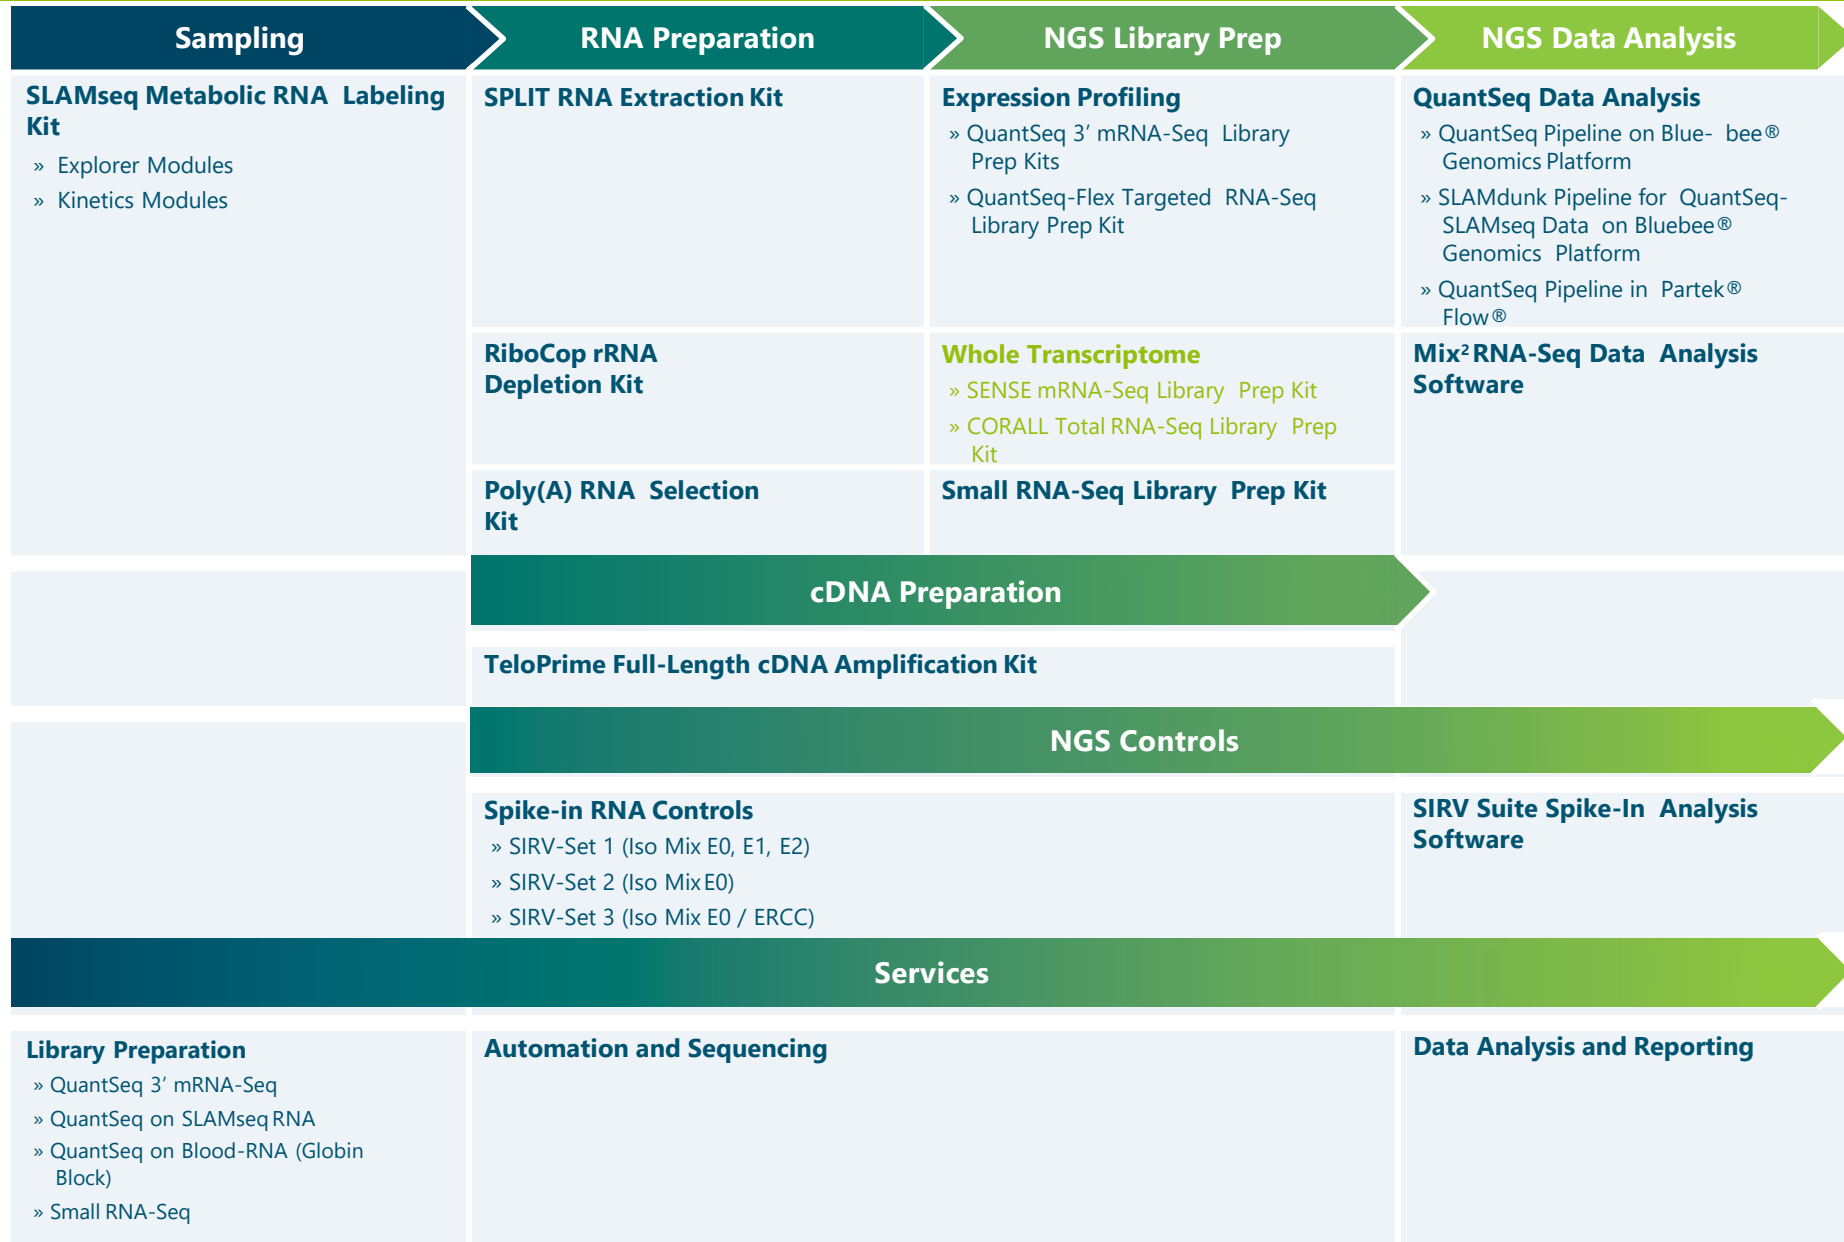 Sampling
RNA Preparation
NGS Library Prep
NGS Data Analysis
SLAMseq Metabolic RNA Labeling
Kit
» Explorer Modules
» Kinetics Modules
SPLIT RNA Extraction Kit
Expression Profiling
» QuantSeq 3’ mRNA-Seq Library
Prep Kits
» QuantSeq-Flex Targeted RNA-Seq
Library Prep Kit
QuantSeq Data Analysis
» QuantSeq Pipeline on Blue- bee®
Genomics Platform
» SLAMdunk Pipeline for QuantSeq-
SLAMseq Data on Bluebee®
Genomics Platform
» QuantSeq Pipeline in Partek®
Flow®
RiboCop rRNA
Depletion Kit
Whole Transcriptome
» SENSE mRNA-Seq Library Prep Kit
» CORALL Total RNA-Seq Library Prep
Kit
Mix² RNA-Seq Data Analysis
Software
Poly(A) RNA Selection
Kit
Small RNA-Seq Library Prep Kit
cDNA Preparation
TeloPrime Full-Length cDNA Amplification Kit
NGS Controls
Spike-in RNA Controls
» SIRV-Set 1 (Iso Mix E0, E1, E2)
» SIRV-Set 2 (Iso Mix E0)
» SIRV-Set 3 (Iso Mix E0 / ERCC)
SIRV Suite Spike-In Analysis
Software
Services
Library Preparation
» QuantSeq 3’ mRNA-Seq
» QuantSeq on SLAMseq RNA
» QuantSeq on Blood-RNA (Globin
Block)
» Small RNA-Seq
Automation and Sequencing
Data Analysis and Reporting